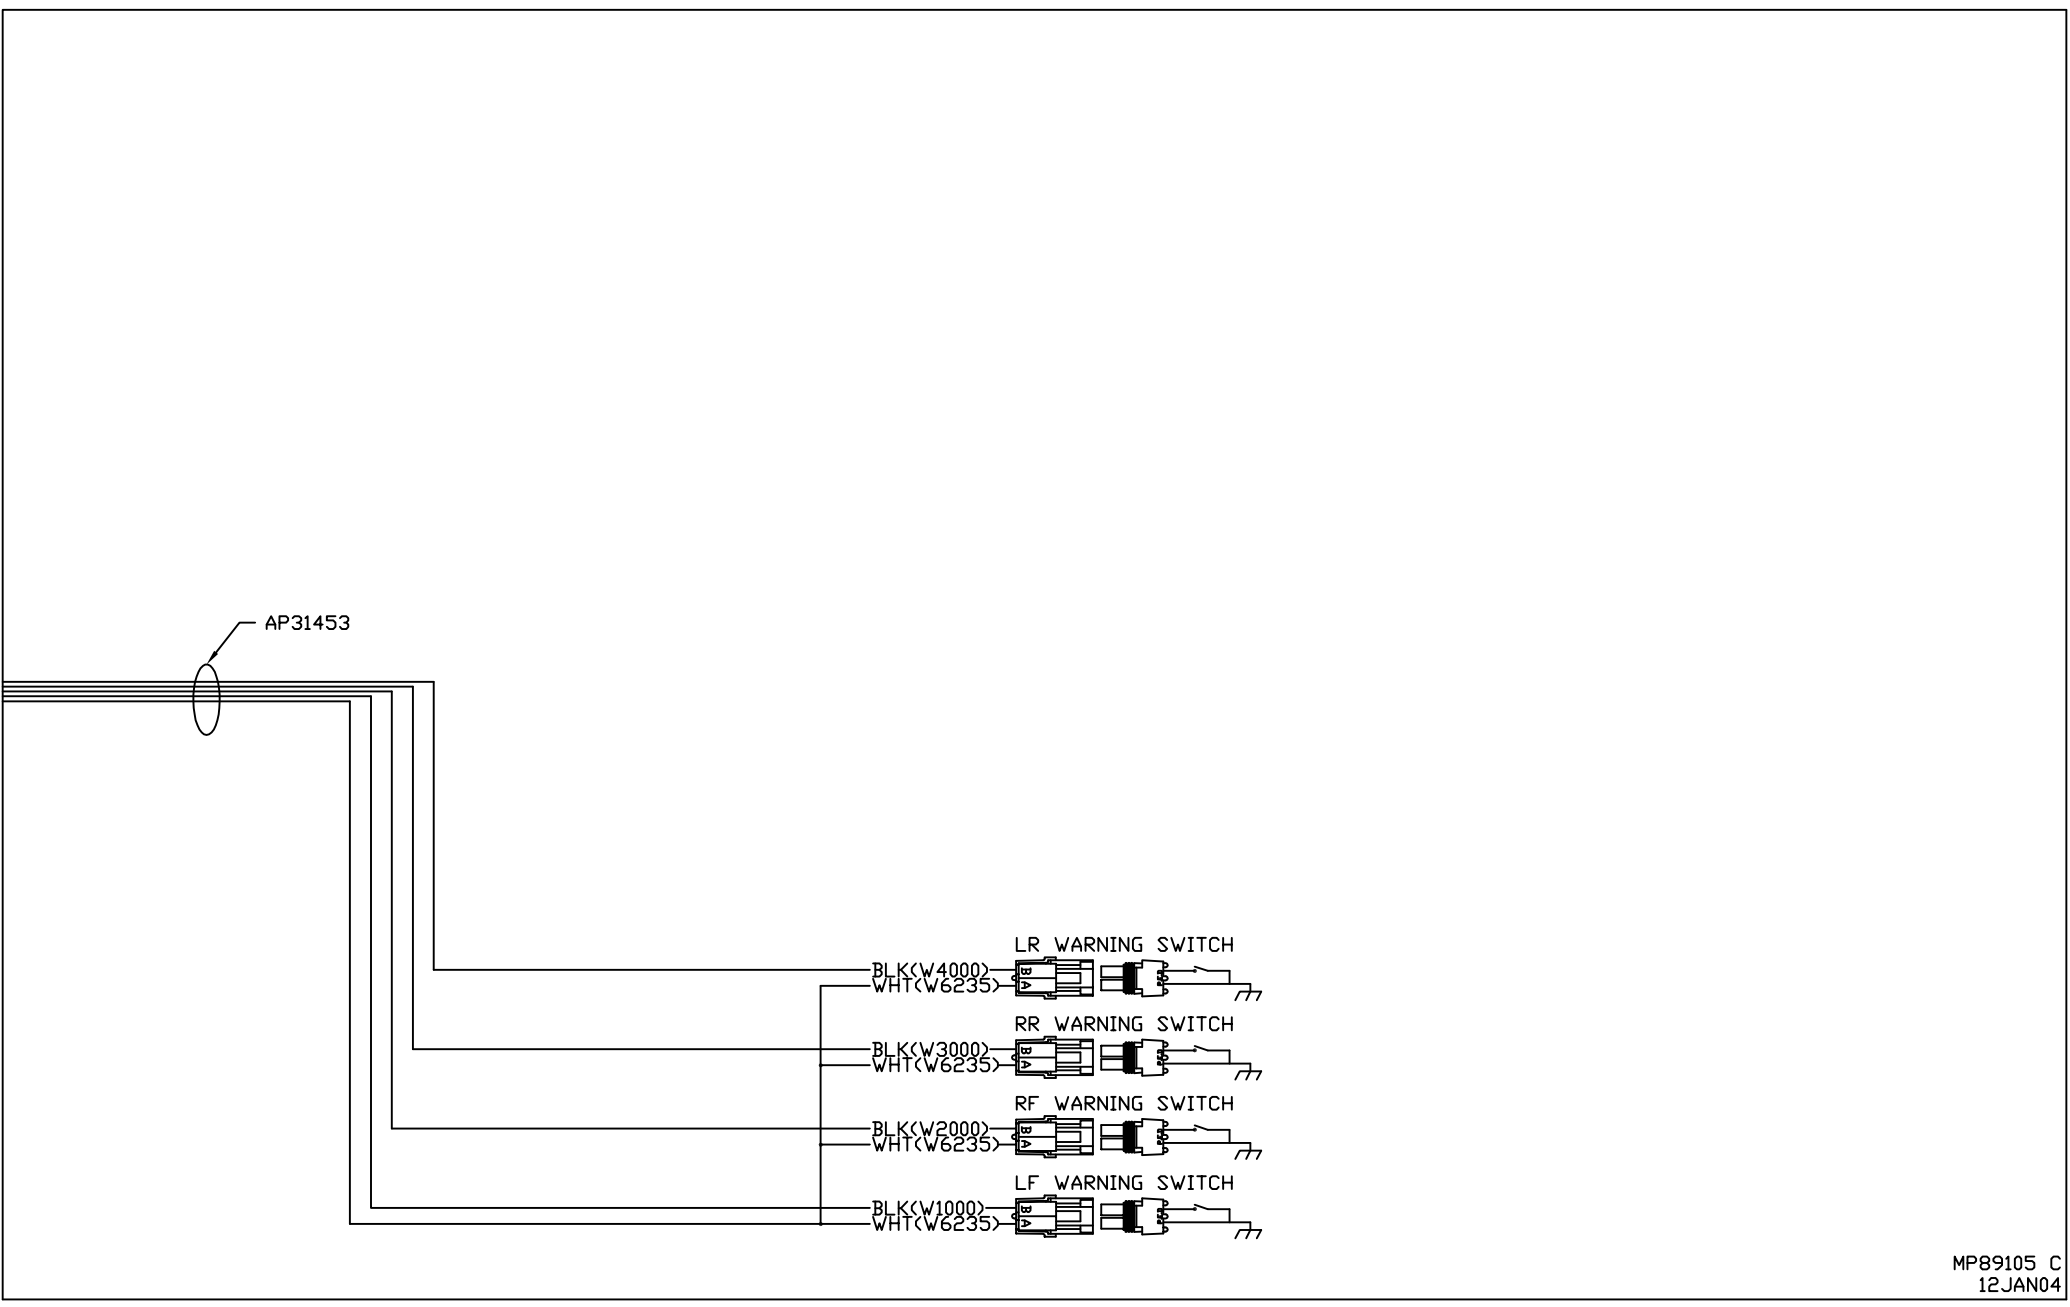 AP31453
LR WARNING SWITCH
BLK(W4000)
WHT(W6235)
B
A
RR WARNING SWITCH
BLK(W3000)
WHT(W6235)
B
A
RF WARNING SWITCH
BLK(W2000)
WHT(W6235)
B
A
LF WARNING SWITCH
BLK(W1000)
WHT(W6235)
B
A
MP89105 C
12JAN04